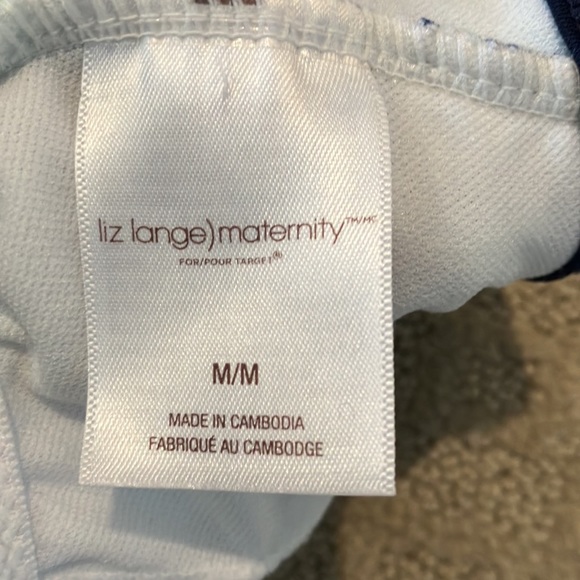 liz lange)maternity™/MC
FOR/POUR TARGET®
M/M
MADE IN CAMBODIA
FABRIQUÉ AU CAMBODGE